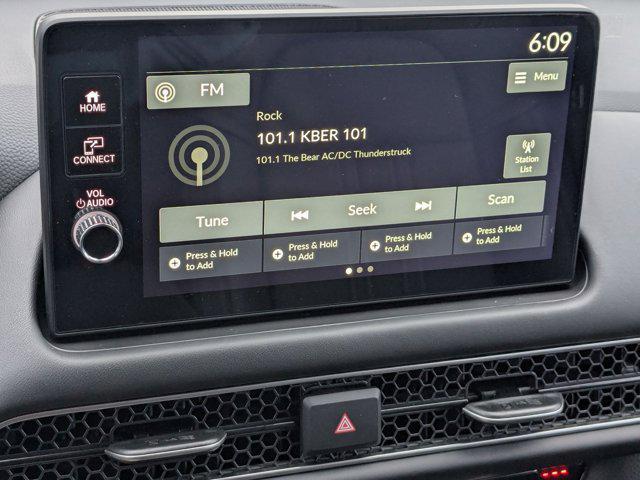 6:09
FM
Menu
HOME
Rock
101.1 KBER 101
101.1 The Bear AC/DC Thunderstruck
CONNECT
Station
List
VOL
AUDIO
Tune
Seek
Scan
Press & Hold
to Add
Press & Hold
to Add
Press & Hold
to Add
Press & Hold
to Add